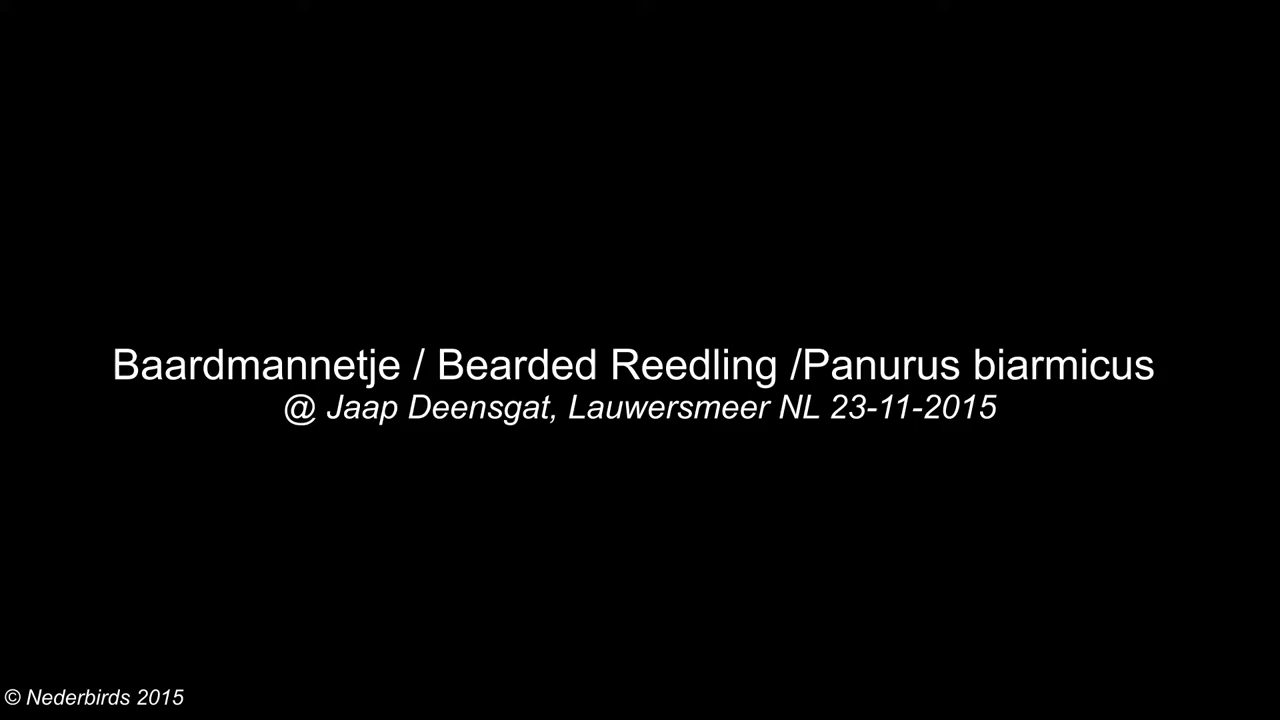 Baardmannetje / Bearded Reedling /Panurus biarmicus
@ Jaap Deensgat, Lauwersmeer NL 23-11-2015
© Nederbirds 2015